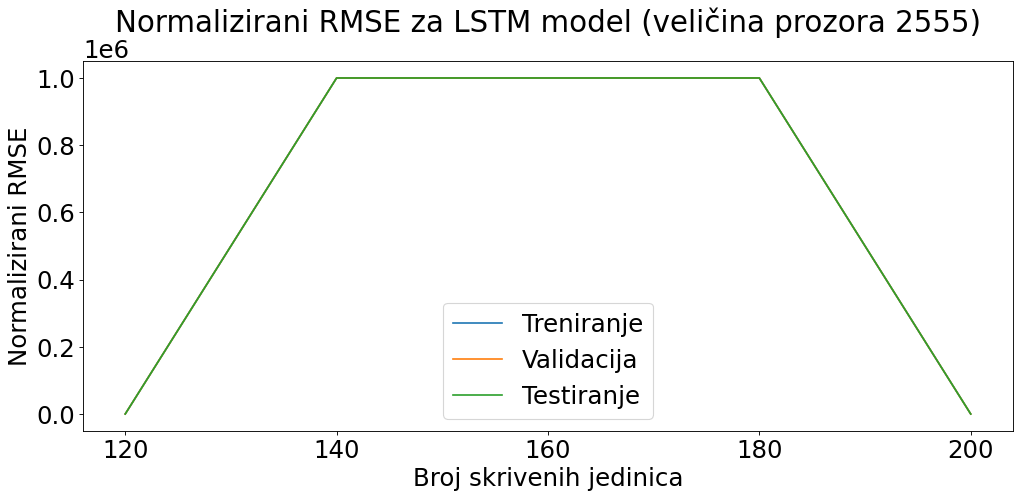 Normalizirani RMSE za LSTM model (veličina prozora 2555)
1e6
1.0
0.8
0.6
0.4
0.2
0.0
Normalizirani RMSE
Treniranje
Validacija
Testiranje
120 140 160 180 200
Broj skrivenih jedinica